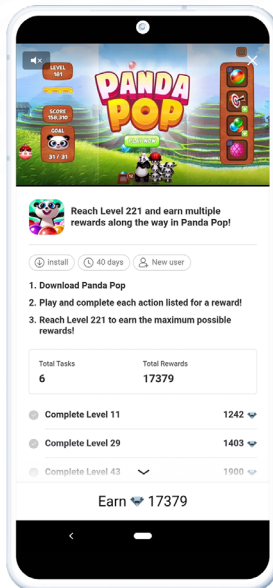 LEVEL
181
SCORE
158,310
GOAL
31/31
PANDA
POP
PLAY NOW
Reach Level 221 and earn multiple
rewards along the way in Panda Pop!
install
40 days
New user
1. Download Panda Pop
2. Play and complete each action listed for a reward!
3. Reach Level 221 to earn the maximum possible
rewards!
Total Tasks
Total Rewards
6
17379
Complete Level 11
1242
Complete Level 29
1403
Complete Level 43
1900
Earn 17379